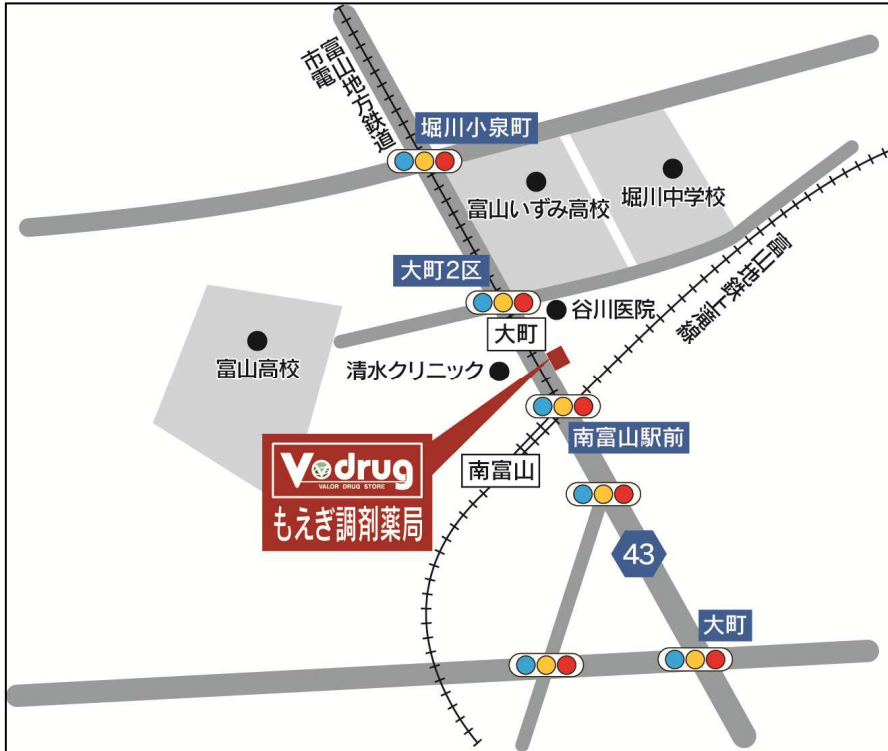 富山地方鉄道
市電
堀川小泉町
富山いずみ高校
堀川中学校
大町2区
谷川医院
大町
富山地鉄上滝線
富山高校
清水クリニック
南富山駅前
南富山
V drug
VALOR DRUG STORE
もえぎ調剤薬局
43
大町